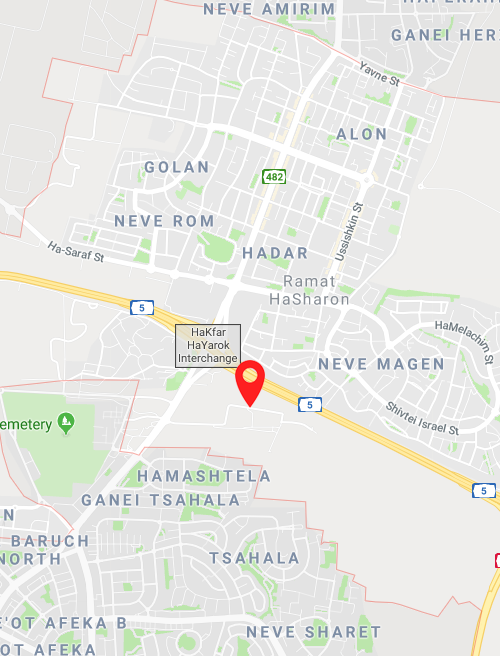 NEVE AMIRIM
GANEI HER
Yavne St
ALON
GOLAN
482
NEVE ROM
Ussishkin St
Ha-Saraf St
HADAR
Ramat
HaSharon
5
HaKfar
HaYarok
Interchange
HaMelachim St
NEVE MAGEN
5
Shivtei Israel St
emetery
HAMASHTELA
5
GANEI TSAHALA
N
BARUCH
NORTH
TSAHALA
E'OT AFEKA B
NEVE SHARET
OT AFEKA